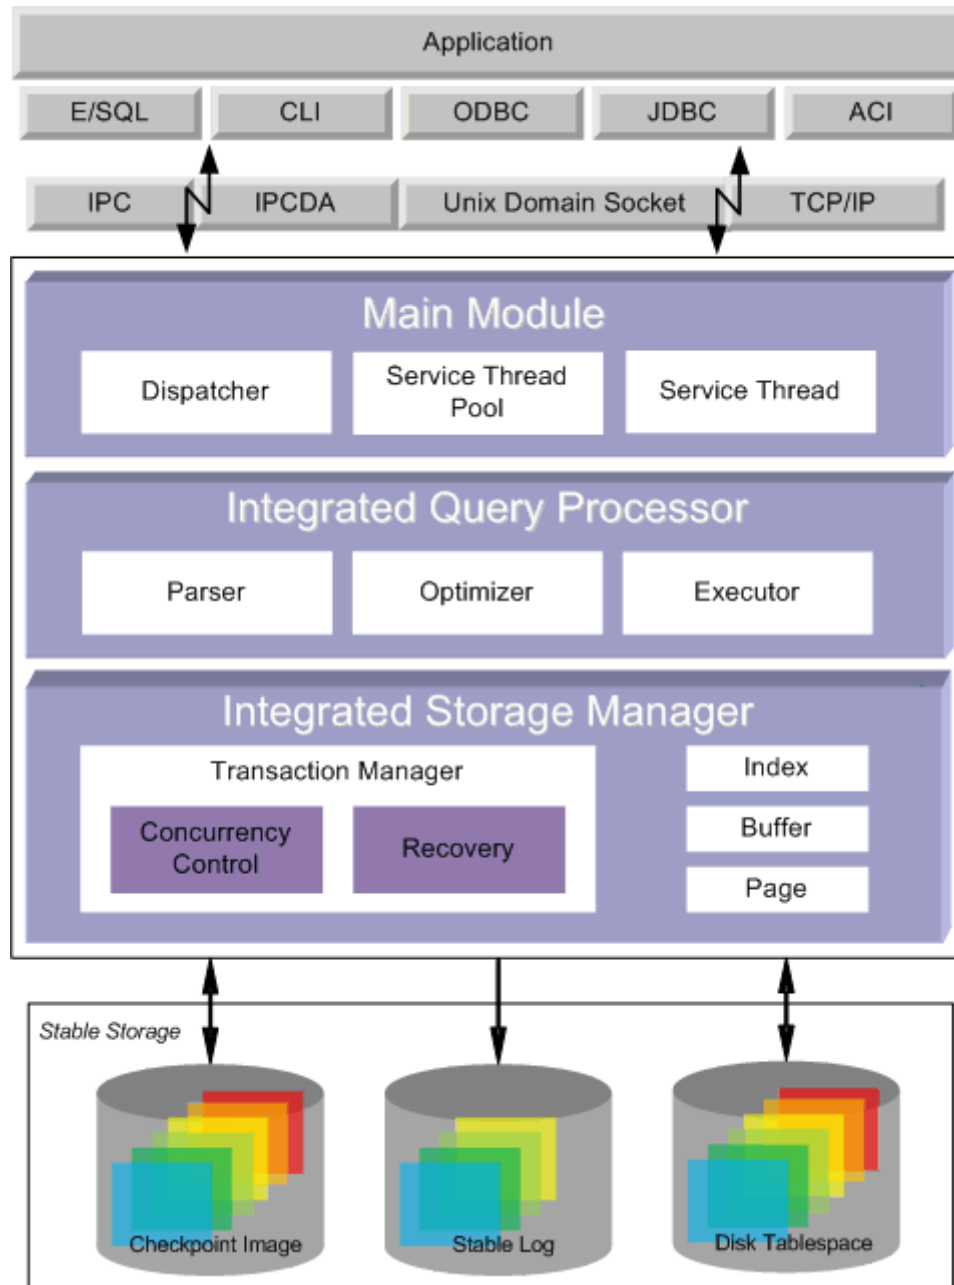 Application
E/SQL
CLI
ODBC
JDBC
ACI
IPC
IPCDA
Unix Domain Socket
TCP/IP
Main Module
Dispatcher
Service Thread
Pool
Service Thread
Integrated Query Processor
Parser
Optimizer
Executor
Integrated Storage Manager
Transaction Manager
Concurrency
Control
Recovery
Index
Buffer
Page
Stable Storage
Checkpoint Image
Stable Log
Disk Tablespace